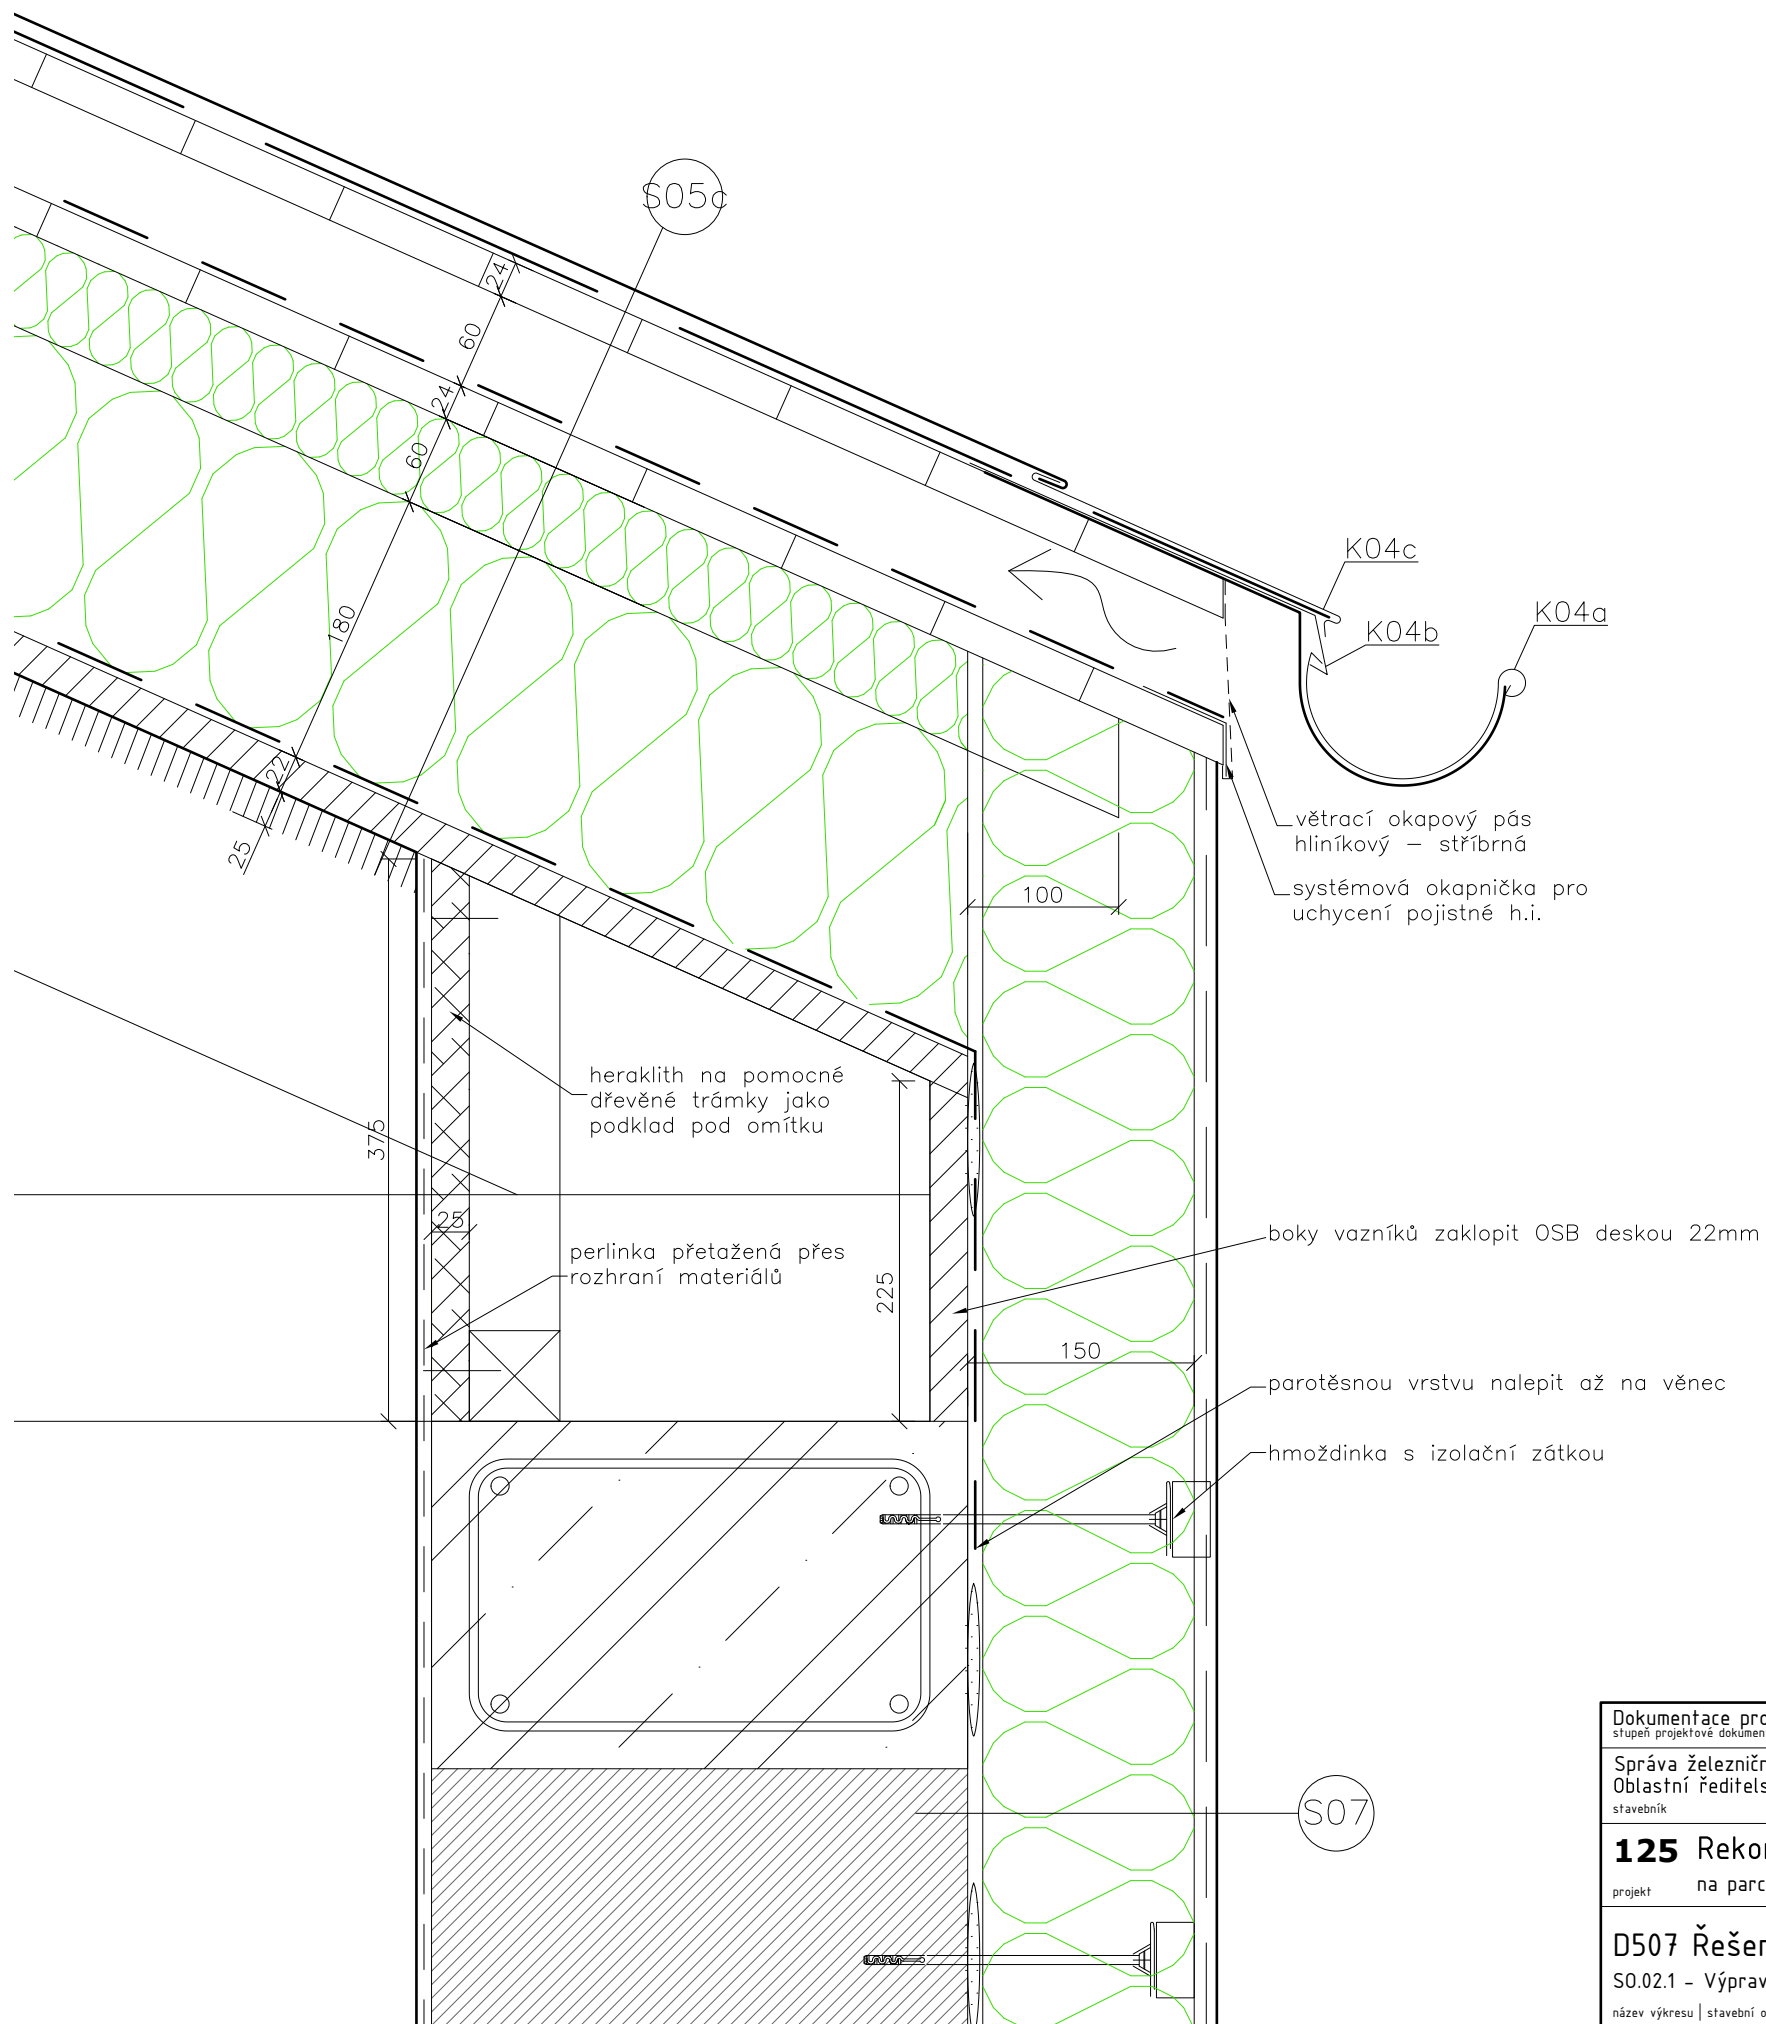 S05c
24
60
24
60
180
22
25
K04c
K04b
K04a
větrací okapový pás
hliníkový – stříbrná
systémová okapnička pro
uchycení pojistné h.i.
100
heraklith na pomocné
dřevěné trámky jako
podklad pod omítku
375
25
perlinka přetažená přes
rozhraní materiálů
225
boky vazníků zaklopit OSB deskou 22mm
150
parotěsnou vrstvu nalepit až na věnec
hmoždinka s izolační zátkou
S07
Dokumentace pro
stupeň projektové dokumen
Správa železničn
Oblastní ředitels
stavebník
125 Rekon
projekt na parc
D507 Řešen
SO.02.1 - Výprav
název výkresu | stavební o